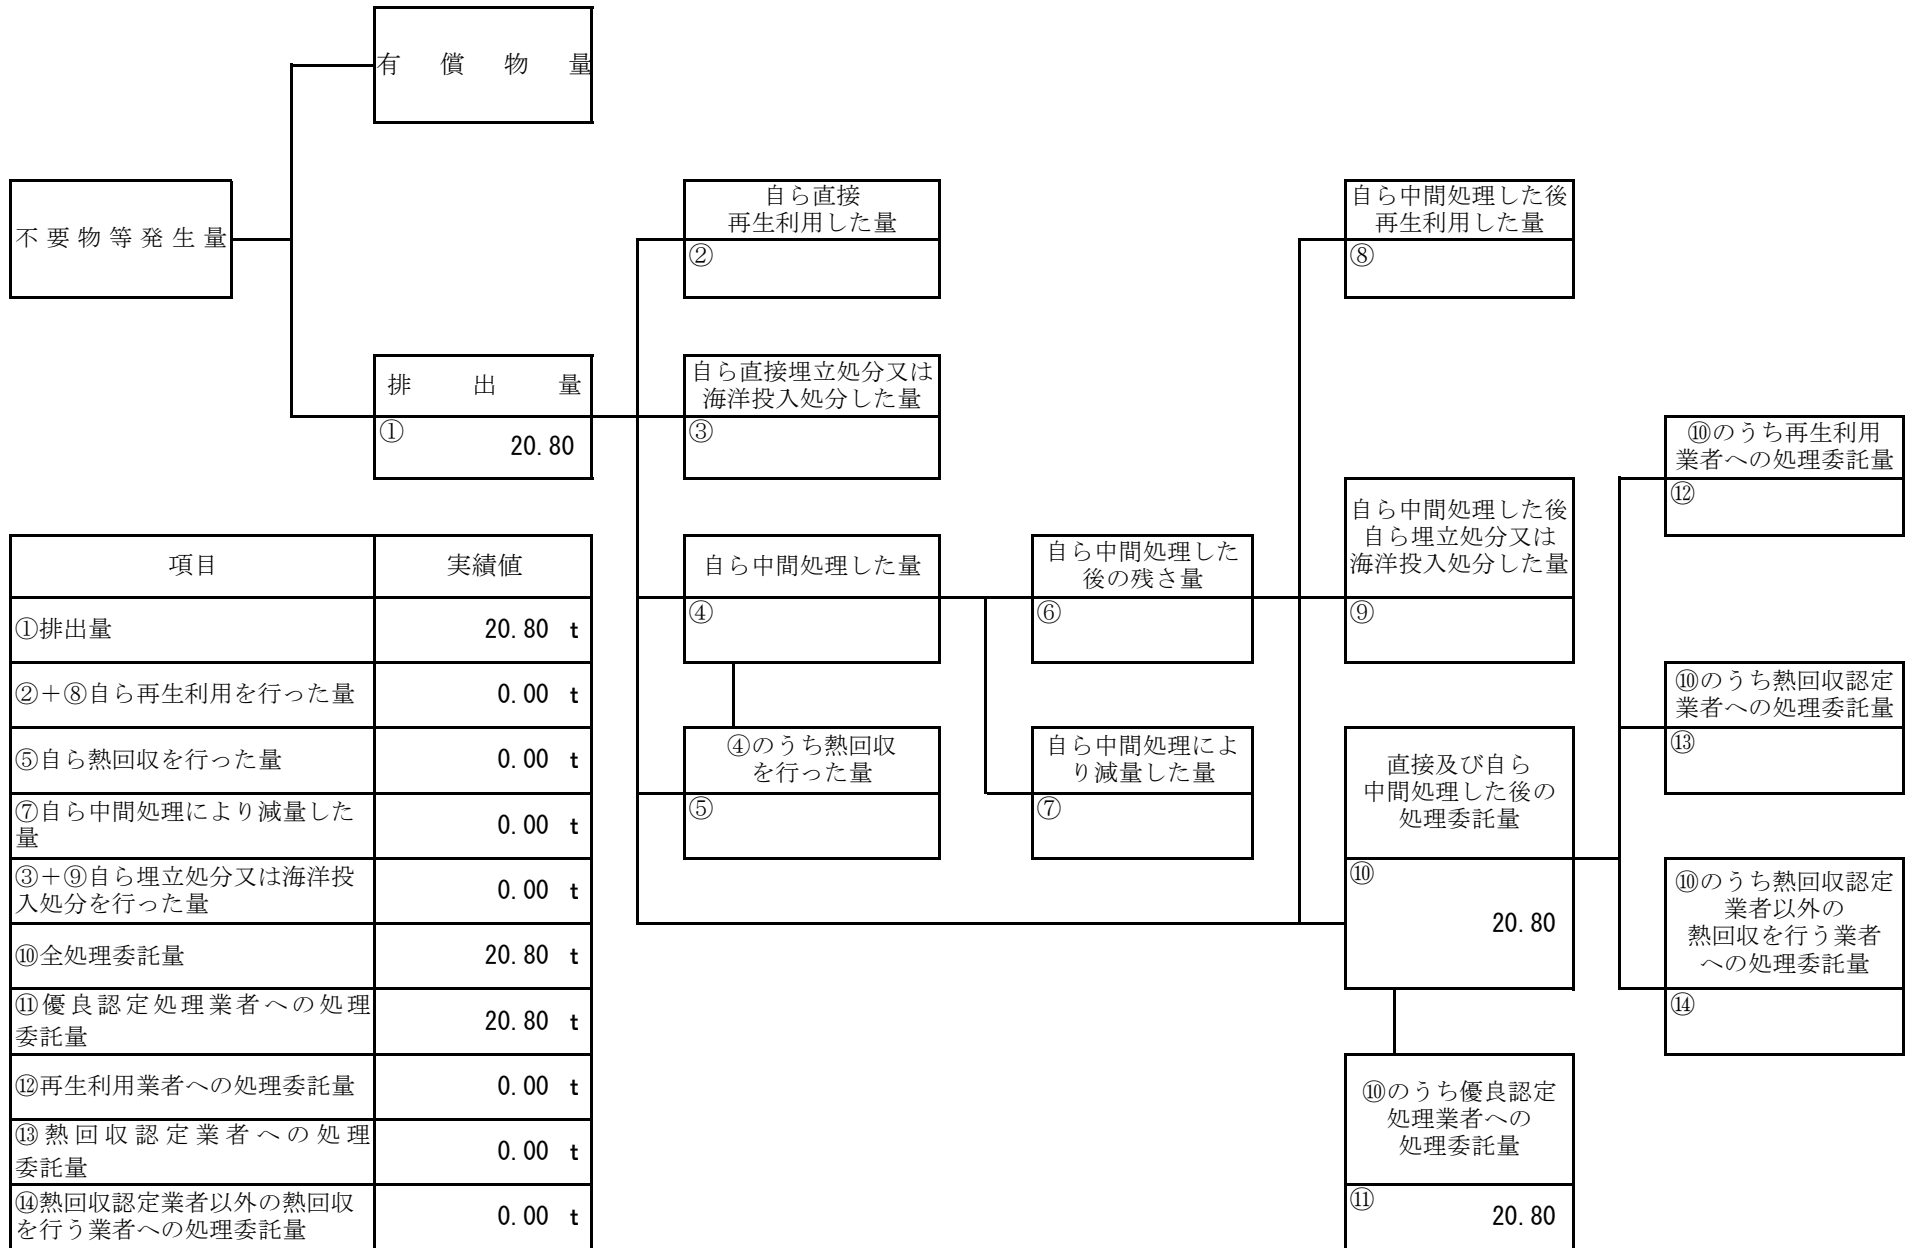 有償物量
不要物等発生量
排出量
①
20.80
自ら直接
再生利用した量
②
自ら直接埋立処分又は
海洋投入処分した量
③
自ら中間処理した量
④
④のうち熱回収
を行った量
⑤
自ら中間処理した
後の残さ量
⑥
自ら中間処理によ
り減量した量
⑦
自ら中間処理した後
再生利用した量
⑧
自ら中間処理した後
自ら埋立処分又は
海洋投入処分した量
⑨
直接及び自ら
中間処理した後の
処理委託量
⑩
20.80
⑩のうち優良認定
処理業者への
処理委託量
⑪
20.80
⑩のうち再生利用
業者への処理委託量
⑫
⑩のうち熱回収認定
業者への処理委託量
⑬
⑩のうち熱回収認定
業者以外の
熱回収を行う業者
への処理委託量
⑭
項目 実績値
①排出量 20.80 t
②+⑧自ら再生利用を行った量 0.00 t
⑤自ら熱回収を行った量 0.00 t
⑦自ら中間処理により減量した
量 0.00 t
③+⑨自ら埋立処分又は海洋投
入処分を行った量 0.00 t
⑩全処理委託量 20.80 t
⑪優良認定処理業者への処理
委託量 20.80 t
⑫再生利用業者への処理委託量 0.00 t
⑬熱回収認定業者への処理
委託量 0.00 t
⑭熱回収認定業者以外の熱回収
を行う業者への処理委託量 0.00 t